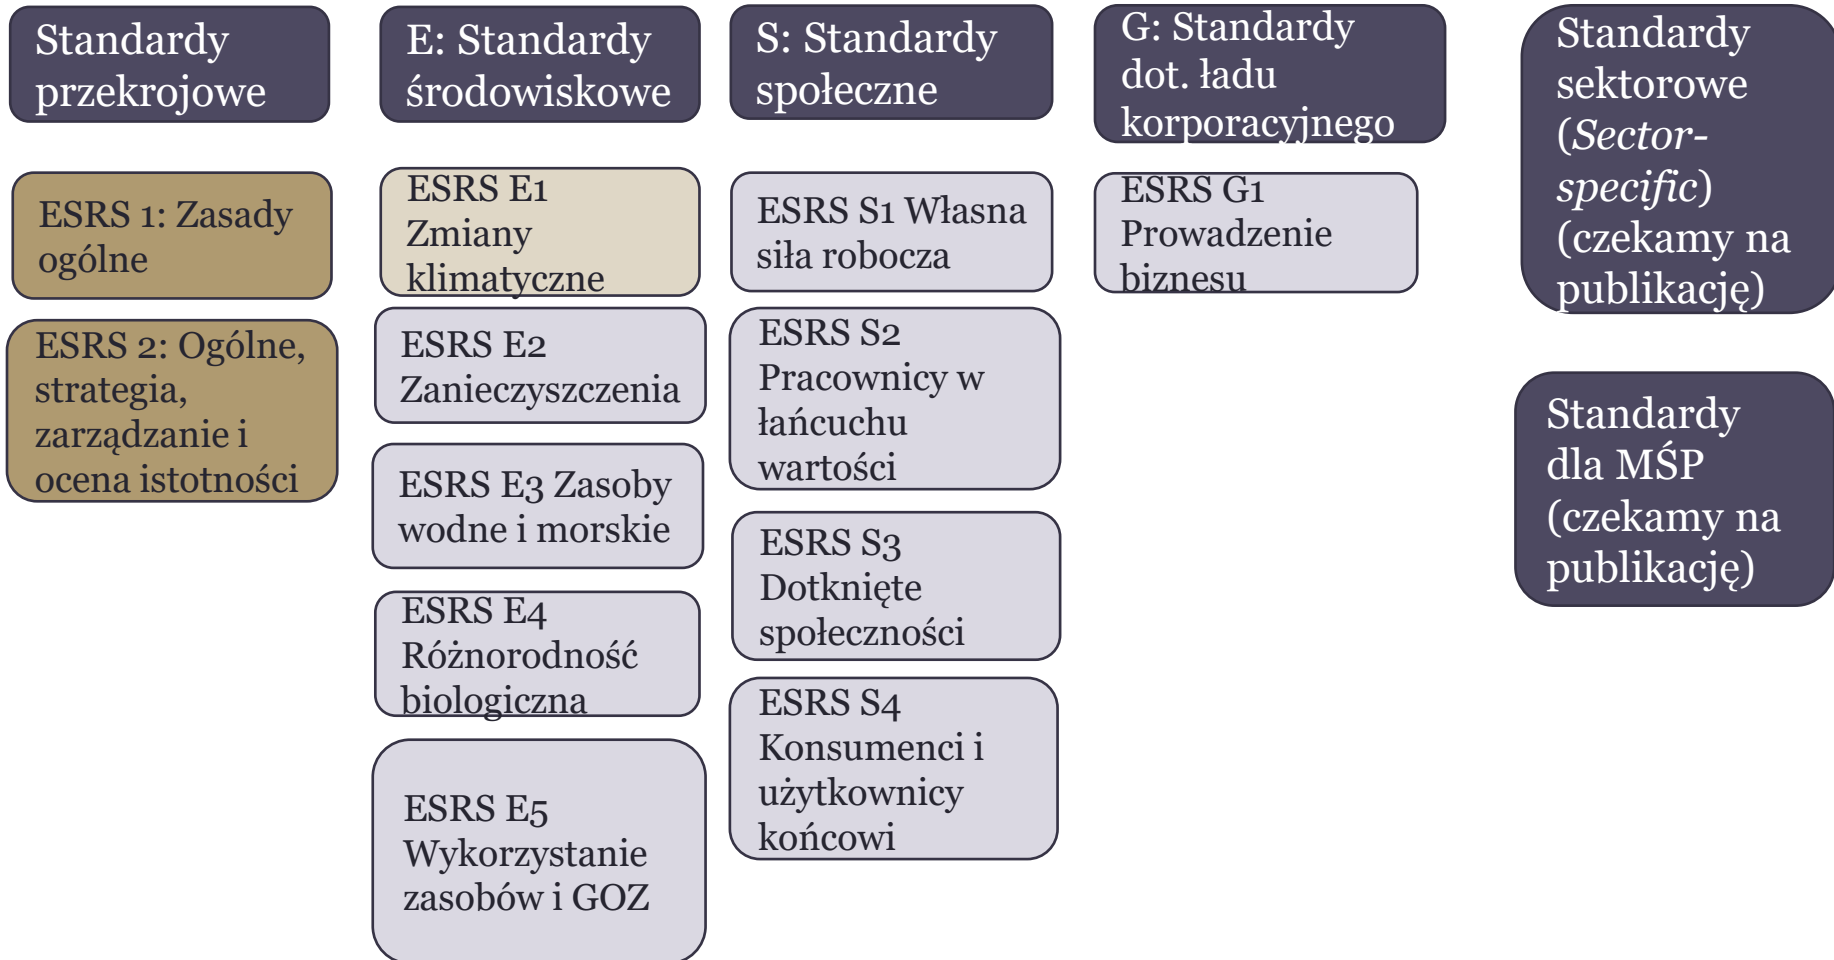 Standardy
przekrojowe
ESRS 1: Zasady
ogólne
ESRS 2: Ogólne,
strategia,
zarządzanie i
ocena istotności
E: Standardy
środowiskowe
ESRS E1
Zmiany
klimatyczne
ESRS E2
Zanieczyszczenia
ESRS E3 Zasoby
wodne i morskie
ESRS E4
Różnorodność
biologiczna
ESRS E5
Wykorzystanie
zasobów i GOZ
S: Standardy
społeczne
ESRS S1 Własna
siła robocza
ESRS S2
Pracownicy w
łańcuchu
wartości
ESRS S3
Dotknięte
społeczności
ESRS S4
Konsumenci i
użytkownicy
końcowi
G: Standardy
dot. ładu
korporacyjnego
ESRS G1
Prowadzenie
biznesu
Standardy
sektorowe
(Sector-
specific)
(czekamy na
publikację)
Standardy
dla MŚP
(czekamy na
publikację)